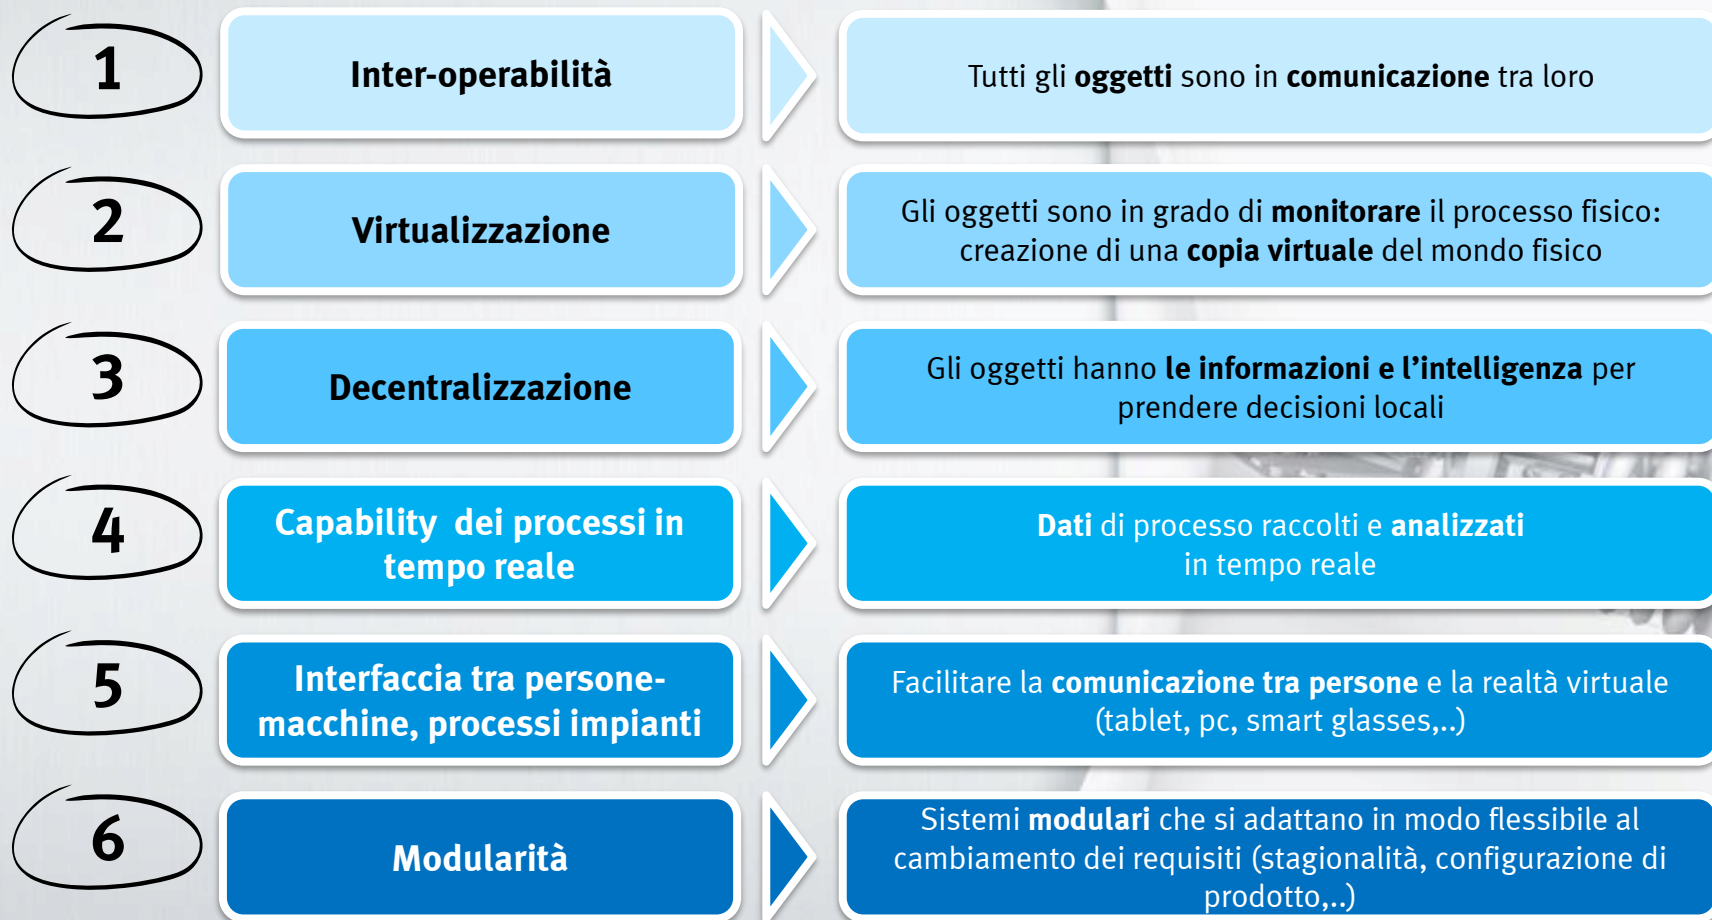 1
Inter-operabilità
Tutti gli oggetti sono in comunicazione tra loro
2
Virtualizzazione
Gli oggetti sono in grado di monitorare il processo fisico:
creazione di una copia virtuale del mondo fisico
3
Decentralizzazione
Gli oggetti hanno le informazioni e l’intelligenza per
prendere decisioni locali
4
Capability dei processi in
tempo reale
Dati di processo raccolti e analizzati
in tempo reale
5
Interfaccia tra persone-
macchine, processi impianti
Facilitare la comunicazione tra persone e la realtà virtuale
(tablet, pc, smart glasses,..)
6
Modularità
Sistemi modulari che si adattano in modo flessibile al
cambiamento dei requisiti (stagionalità, configurazione di
prodotto,..)